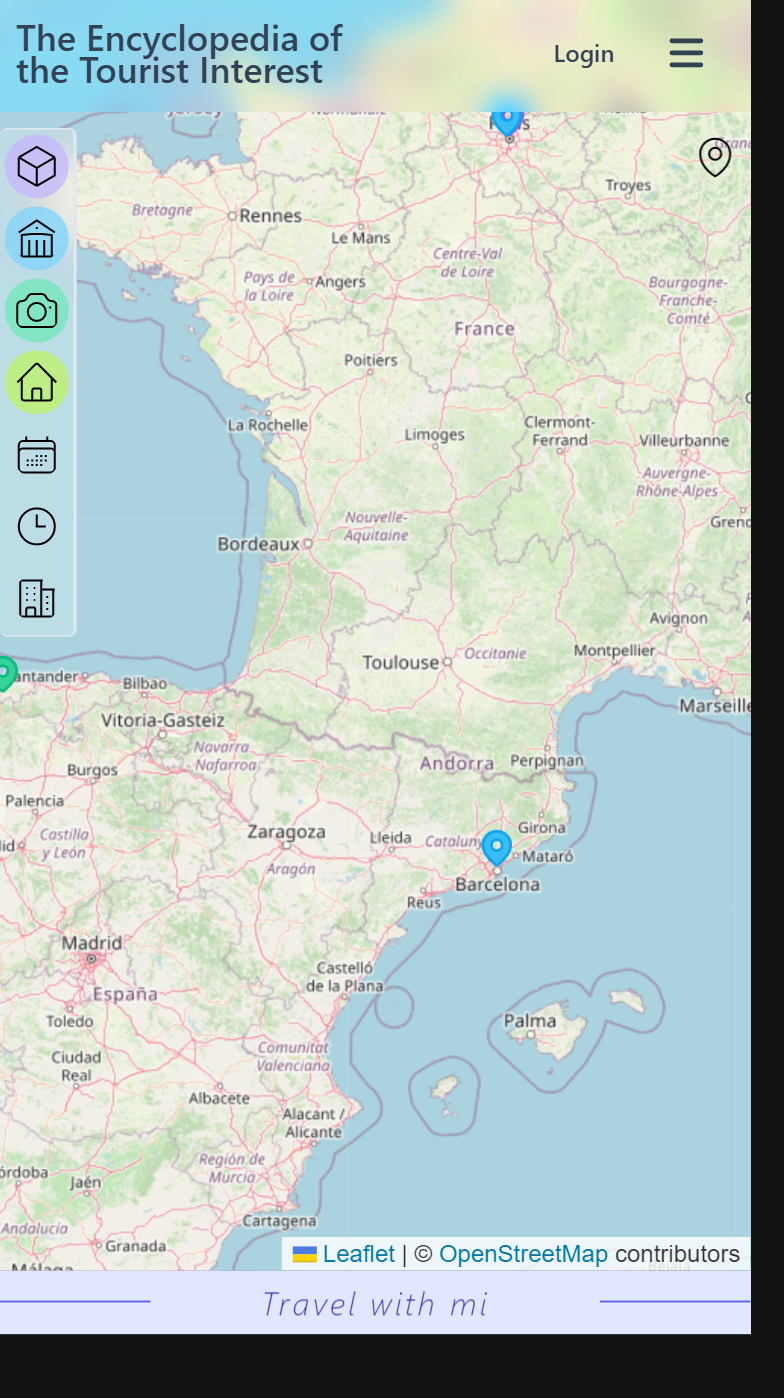 The Encyclopedia of
the Tourist Interest
Login
Troyes
Bretagne
Rennes
Le Mans
Centre-Val
de Loire
Pays de
la Loire
Angers
Bourgogne-
Franche-
Comté
France
Poitiers
La Rochelle
Limoges
Clermont-
Ferrand
Villeurbanne
Auvergne-
Rhône-Alpes
Nouvelle-
Aquitaine
Bordeaux
Avignon
Montpellier
Toulouse
Occitanie
antander
Bilbao
Marseille
Vitoria-Gasteiz
Navarra
- Nafarroa
Andorra
Perpignan
Burgos
Palencia
Zaragoza
Lleida
Girona
Castilla
y León
Mataró
Aragón
Barcelona
Reus
Madrid
España
Castelló
de la Plana
Toledo
Palma
Comunitat
Valenciana
Ciudad
Real
Albacete
Alacant /
Alicante
Región de
Murcia
Jaén
Cartagena
Andalucía
Granada
Leaflet | © OpenStreetMap contributors
Travel with mi